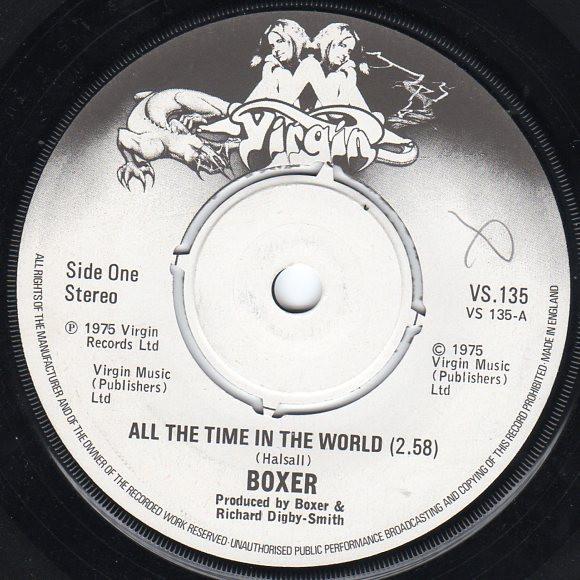 Virgin
Side One
Stereo
VS.135
VS 135-A
℗ 1975 Virgin
Records Ltd
Virgin Music
(Publishers)
Ltd
© 1975
Virgin Music
(Publishers)
Ltd
ALL THE TIME IN THE WORLD (2.58)
(Halsall)
BOXER
Produced by Boxer &
Richard Digby-Smith
ALL RIGHTS OF THE MANUFACTURER AND OF THE OWNER OF THE RECORDED WORK RESERVED·UNAUTHORISED PUBLIC PERFORMANCE BROADCASTING AND COPYING OF THIS RECORD PROHIBITED·MADE IN ENGLAND